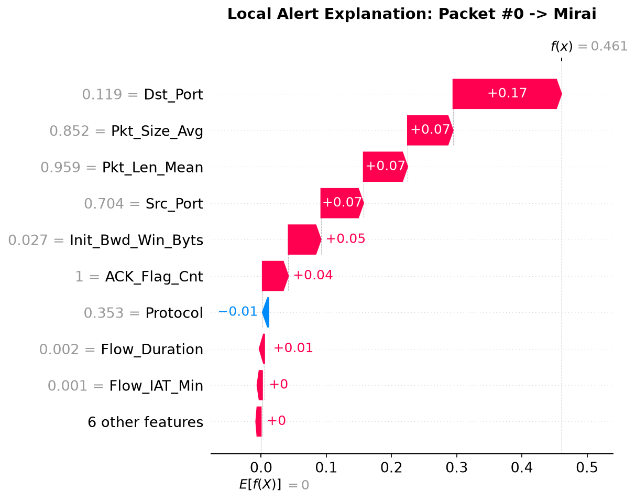 Local Alert Explanation: Packet #0 -> Mirai
f(x) = 0.461
0.119 = Dst_Port +0.17
0.852 = Pkt_Size_Avg +0.07
0.959 = Pkt_Len_Mean +0.07
0.704 = Src_Port +0.07
0.027 = Init_Bwd_Win_Byts +0.05
1 = ACK_Flag_Cnt +0.04
0.353 = Protocol −0.01
0.002 = Flow_Duration +0.01
0.001 = Flow_IAT_Min +0
6 other features +0
0.0 0.1 0.2 0.3 0.4 0.5
E[f(X)] = 0